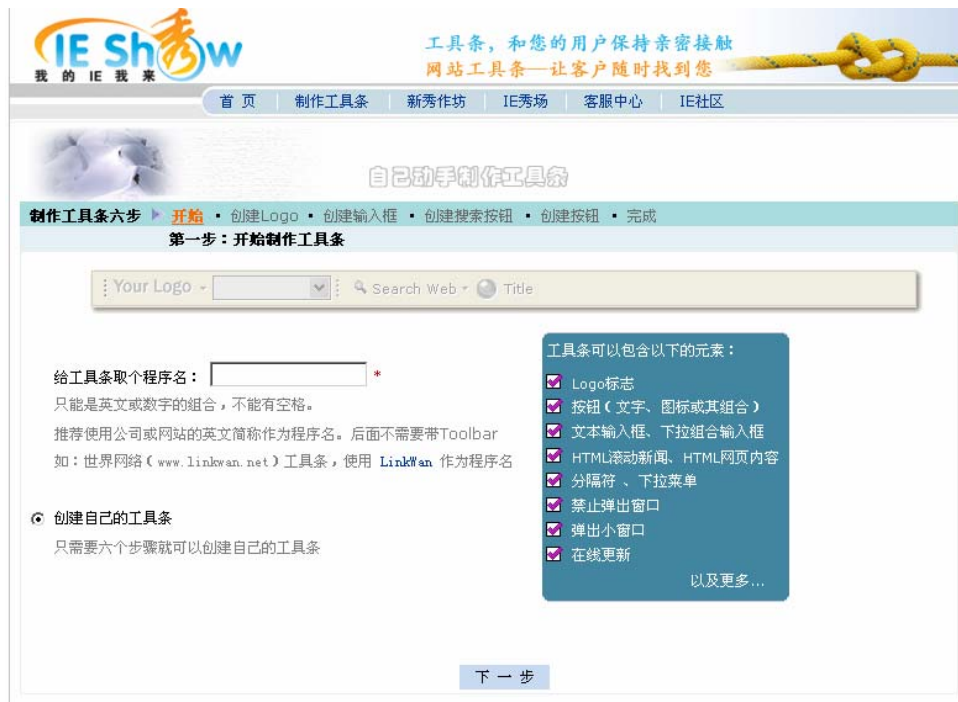 IE Show秀
我的IE我来
工具条，和您的用户保持亲密接触
网站工具条—让客户随时找到您
首 页 制作工具条 新秀作坊 IE秀场 客服中心 IE社区
自己动手制作工具条
制作工具条六步 开始 · 创建Logo · 创建输入框 · 创建搜索按钮 · 创建按钮 · 完成
第一步：开始制作工具条
Your Logo Search Web Title
给工具条取个程序名： *
只能是英文或数字的组合，不能有空格。
推荐使用公司或网站的英文简称作为程序名。后面不需要带Toolbar
如：世界网络（www.linkwan.net）工具条，使用 LinkWan 作为程序名
创建自己的工具条
只需要六个步骤就可以创建自己的工具条
工具条可以包含以下的元素：
Logo标志
按钮（文字、图标或其组合）
文本输入框、下拉组合输入框
HTML滚动新闻、HTML网页内容
分隔符 、下拉菜单
禁止弹出窗口
弹出小窗口
在线更新
以及更多...
下 一 步